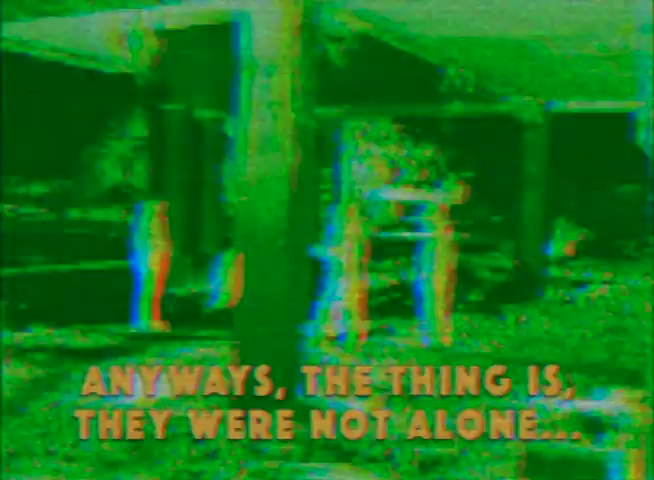 ANYWAYS, THE THING IS,
THEY WERE NOT ALONE...